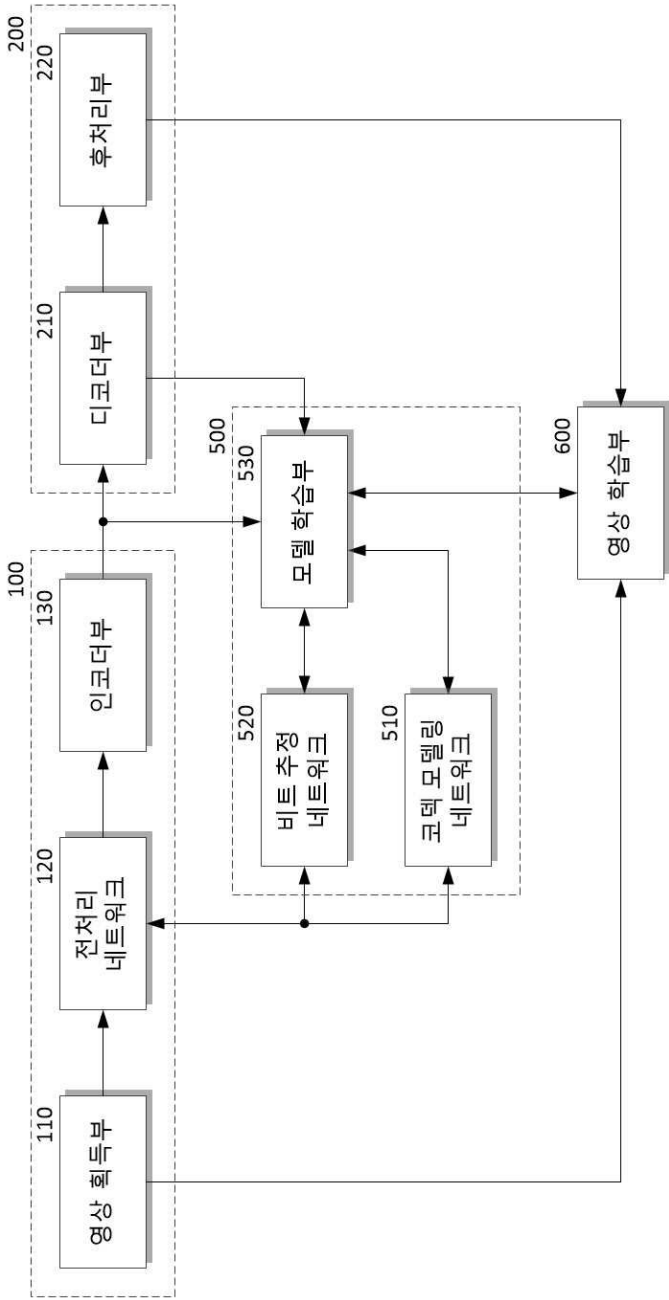 100
110
영상 획득부
120
전처리
네트워크
130
인코더부
200
210
디코더부
220
후처리부
500
520
비트 추정
네트워크
530
모델 학습부
510
코덱 모델링
네트워크
600
영상 학습부